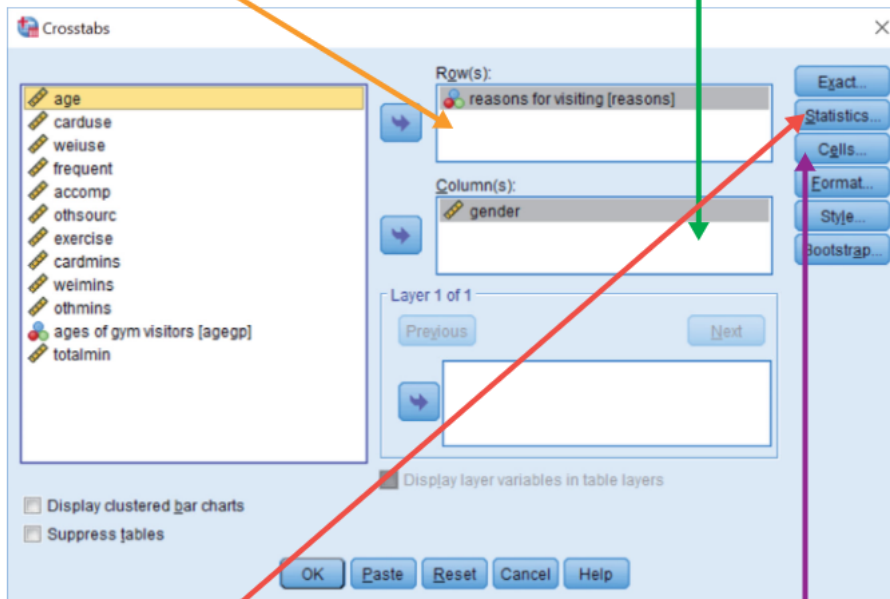 Crosstabs
age
carduse
weiuse
frequent
accomp
othsourc
exercise
cardmins
weimins
othmins
ages of gym visitors [agegp]
totalmin
Row(s):
reasons for visiting [reasons]
Column(s):
gender
Layer 1 of 1
Previous
Next
Display layer variables in table layers
Exact...
Statistics...
Cells...
Format...
Style...
Bootstrap...
Display clustered bar charts
Suppress tables
OK
Paste
Reset
Cancel
Help